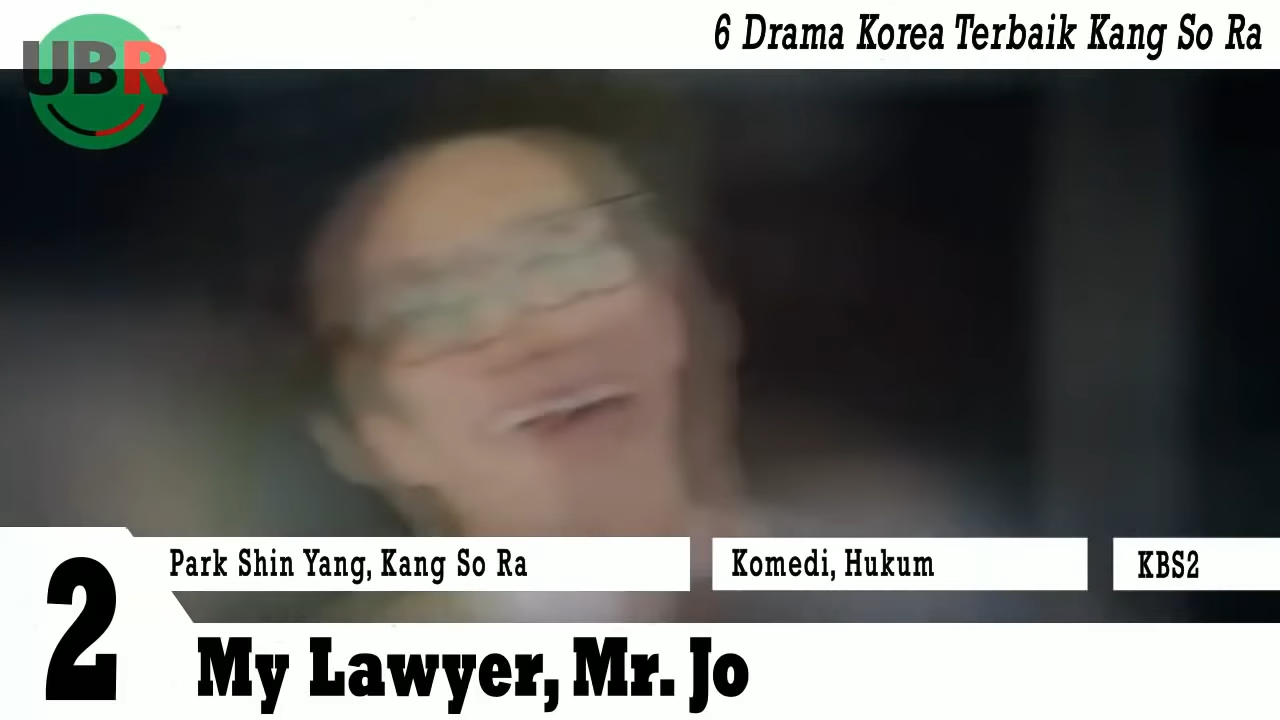 UBR
6 Drama Korea Terbaik Kang So Ra
Park Shin Yang, Kang So Ra
Komedi, Hukum
KBS2
2
My Lawyer, Mr. Jo